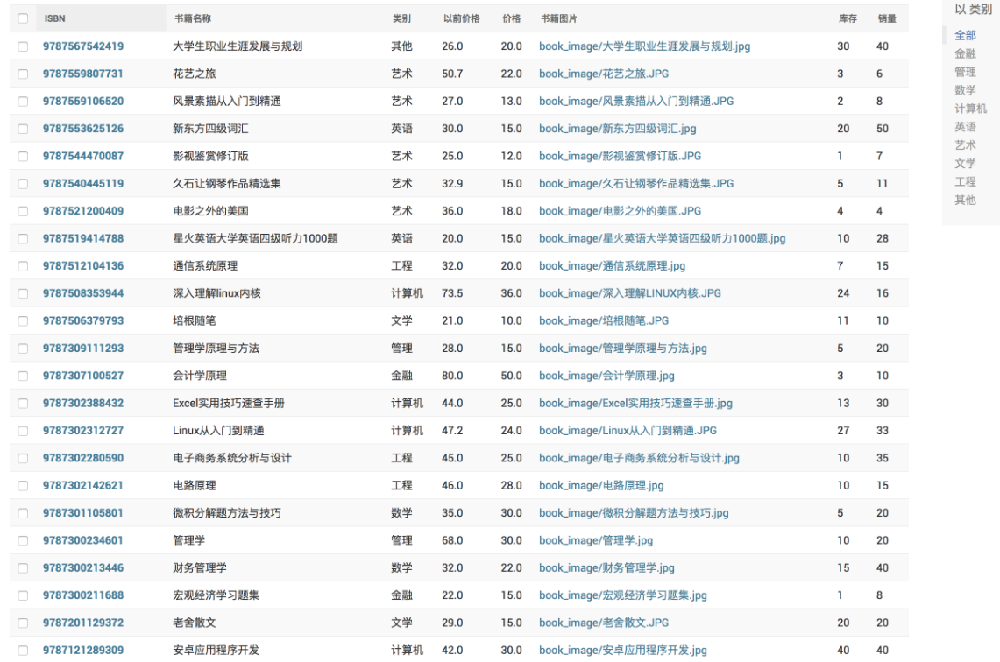 ISBN 书籍名称 类别 以前价格 价格 书籍图片 库存 销量
9787567542419 大学生职业生涯发展与规划 其他 26.0 20.0 book_image/大学生职业生涯发展与规划.jpg 30 40
9787559807731 花艺之旅 艺术 50.7 22.0 book_image/花艺之旅.JPG 3 6
9787559106520 风景素描从入门到精通 艺术 27.0 13.0 book_image/风景素描从入门到精通.JPG 2 8
9787553625126 新东方四级词汇 英语 30.0 15.0 book_image/新东方四级词汇.jpg 20 50
9787544470087 影视鉴赏修订版 艺术 25.0 12.0 book_image/影视鉴赏修订版.JPG 1 7
9787540445119 久石让钢琴作品精选集 艺术 32.9 15.0 book_image/久石让钢琴作品精选集.JPG 5 11
9787521200409 电影之外的美国 艺术 36.0 18.0 book_image/电影之外的美国.JPG 4 4
9787519414788 星火英语大学英语四级听力1000题 英语 20.0 15.0 book_image/星火英语大学英语四级听力1000题.jpg 10 28
9787512104136 通信系统原理 工程 32.0 20.0 book_image/通信系统原理.jpg 7 15
9787508353944 深入理解linux内核 计算机 73.5 36.0 book_image/深入理解LINUX内核.JPG 24 16
9787506379793 培根随笔 文学 21.0 10.0 book_image/培根随笔.JPG 11 10
9787309111293 管理学原理与方法 管理 28.0 15.0 book_image/管理学原理与方法.jpg 5 20
9787307100527 会计学原理 金融 80.0 50.0 book_image/会计学原理.jpg 3 10
9787302388432 Excel实用技巧速查手册 计算机 44.0 25.0 book_image/Excel实用技巧速查手册.jpg 13 30
9787302312727 Linux从入门到精通 计算机 47.2 24.0 book_image/Linux从入门到精通.JPG 27 33
9787302280590 电子商务系统分析与设计 工程 45.0 25.0 book_image/电子商务系统分析与设计.jpg 10 35
9787302142621 电路原理 工程 46.0 28.0 book_image/电路原理.jpg 10 15
9787301105801 微积分解题方法与技巧 数学 35.0 30.0 book_image/微积分解题方法与技巧.jpg 5 20
9787300234601 管理学 管理 68.0 30.0 book_image/管理学.jpg 10 20
9787300213446 财务管理学 数学 32.0 22.0 book_image/财务管理学.jpg 15 40
9787300211688 宏观经济学习题集 金融 22.0 15.0 book_image/宏观经济学习题集.jpg 1 8
9787201129372 老舍散文 文学 29.0 15.0 book_image/老舍散文.JPG 20 20
9787121289309 安卓应用程序开发 计算机 42.0 30.0 book_image/安卓应用程序开发.jpg 40 40
以 类别
全部
金融
管理
数学
计算机
英语
艺术
文学
工程
其他